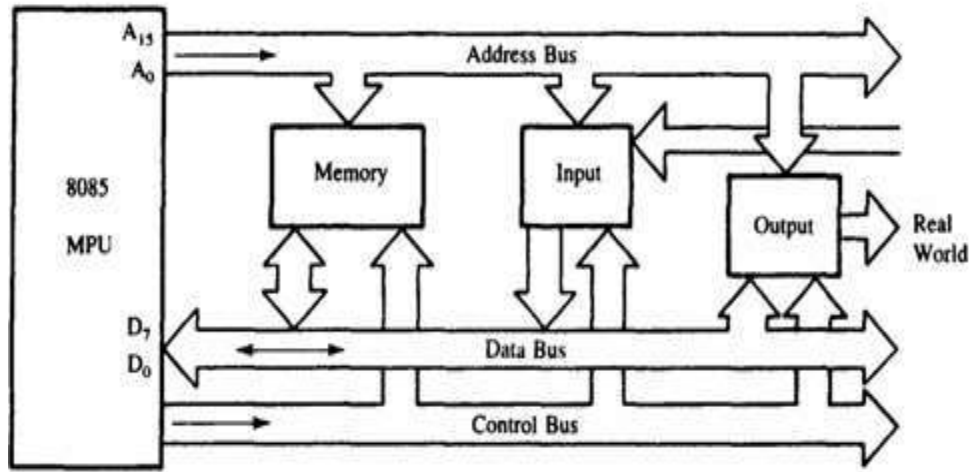 A15
Address Bus
A0
Memory
Input
8085
MPU
Output
Real
World
D7
D0
Data Bus
Control Bus